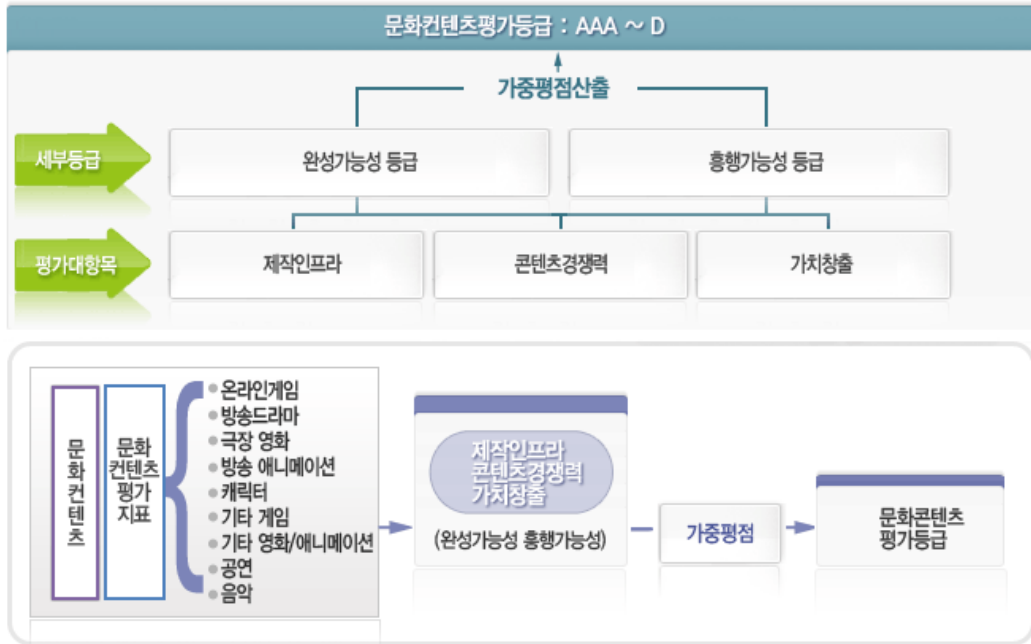 문화컨텐츠평가등급 : AAA ~ D
가중평점산출
세부등급
완성가능성 등급
흥행가능성 등급
평가대항목
제작인프라
콘텐츠경쟁력
가치창출
문
화
컨
텐
츠
문화
컨텐츠
평가
지표
온라인게임
방송드라마
극장 영화
방송 애니메이션
캐릭터
기타 게임
기타 영화/애니메이션
공연
음악
제작인프라
콘텐츠경쟁력
가치창출
(완성가능성 흥행가능성)
가중평점
문화콘텐츠
평가등급